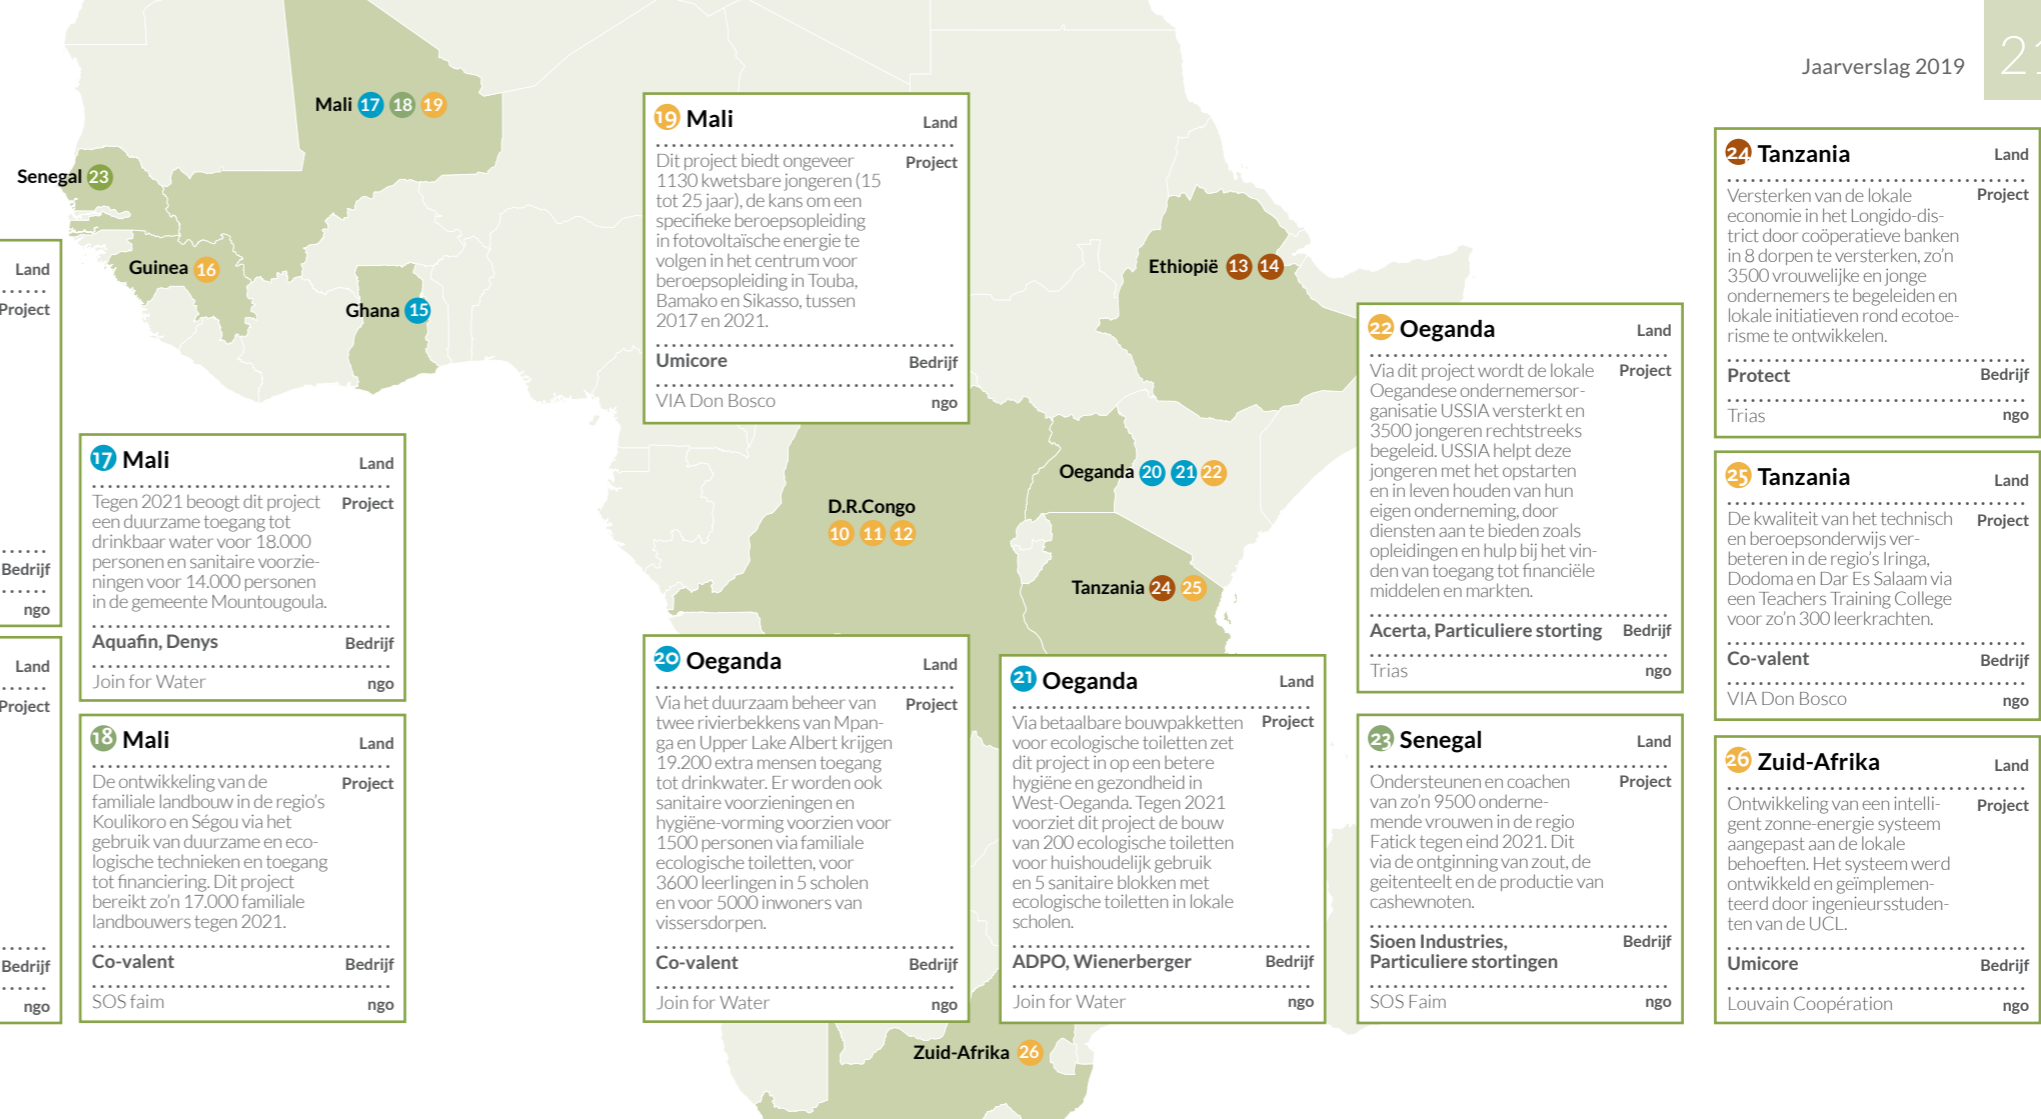 Jaarverslag 2019
21
Mali 17 18 19
Senegal 23
Guinea 16
Ghana 15
Ethiopië 13 14
Oeganda 20 21 22
D.R.Congo
10 11 12
Tanzania 24 25
Zuid-Afrika 26
Land
Project
Bedrijf
ngo
Land
Project
Bedrijf
ngo
17 Mali Land
Tegen 2021 beoogt dit project Project
een duurzame toegang tot
drinkbaar water voor 18.000
personen en sanitaire voorzie-
ningen voor 14.000 personen
in de gemeente Mountougoula.
Aquafin, Denys Bedrijf
Join for Water ngo
18 Mali Land
De ontwikkeling van de Project
familiale landbouw in de regio's
Koulikoro en Ségou via het
gebruik van duurzame en eco-
logische technieken en toegang
tot financiering. Dit project
bereikt zo'n 17.000 familiale
landbouwers tegen 2021.
Co-valent Bedrijf
SOS faim ngo
19 Mali Land
Dit project biedt ongeveer Project
1130 kwetsbare jongeren (15
tot 25 jaar), de kans om een
specifieke beroepsopleiding
in fotovoltaïsche energie te
volgen in het centrum voor
beroepsopleiding in Touba,
Bamako en Sikasso, tussen
2017 en 2021.
Umicore Bedrijf
VIA Don Bosco ngo
20 Oeganda Land
Via het duurzaam beheer van Project
twee rivierbekkens van Mpan-
ga en Upper Lake Albert krijgen
19.200 extra mensen toegang
tot drinkwater. Er worden ook
sanitaire voorzieningen en
hygiëne-vorming voorzien voor
1500 personen via familiale
ecologische toiletten, voor
3600 leerlingen in 5 scholen
en voor 5000 inwoners van
vissersdorpen.
Co-valent Bedrijf
Join for Water ngo
21 Oeganda Land
Via betaalbare bouwpakketten Project
voor ecologische toiletten zet
dit project in op een betere
hygiëne en gezondheid in
West-Oeganda. Tegen 2021
voorziet dit project de bouw
van 200 ecologische toiletten
voor huishoudelijk gebruik
en 5 sanitaire blokken met
ecologische toiletten in lokale
scholen.
ADPO, Wienerberger Bedrijf
Join for Water ngo
22 Oeganda Land
Via dit project wordt de lokale Project
Oegandese ondernemersor-
ganisatie USSIA versterkt en
3500 jongeren rechtstreeks
begeleid. USSIA helpt deze
jongeren met het opstarten
en in leven houden van hun
eigen onderneming, door
diensten aan te bieden zoals
opleidingen en hulp bij het vin-
den van toegang tot financiële
middelen en markten.
Acerta, Particuliere storting Bedrijf
Trias ngo
23 Senegal Land
Ondersteunen en coachen Project
van zo'n 9500 onderne-
mende vrouwen in de regio
Fatick tegen eind 2021. Dit
via de ontginning van zout, de
geitenteelt en de productie van
cashewnoten.
Sioen Industries, Bedrijf
Particuliere stortingen
SOS Faim ngo
24 Tanzania Land
Versterken van de lokale Project
economie in het Longido-dis-
trict door coöperatieve banken
in 8 dorpen te versterken, zo'n
3500 vrouwelijke en jonge
ondernemers te begeleiden en
lokale initiatieven rond ecotoe-
risme te ontwikkelen.
Protect Bedrijf
Trias ngo
25 Tanzania Land
De kwaliteit van het technisch Project
en beroepsonderwijs ver-
beteren in de regio's Iringa,
Dodoma en Dar Es Salaam via
een Teachers Training College
voor zo'n 300 leerkrachten.
Co-valent Bedrijf
VIA Don Bosco ngo
26 Zuid-Afrika Land
Ontwikkeling van een intelli- Project
gent zonne-energie systeem
aangepast aan de lokale
behoeften. Het systeem werd
ontwikkeld en geïmplemen-
teerd door ingenieursstuden-
ten van de UCL.
Umicore Bedrijf
Louvain Coopération ngo